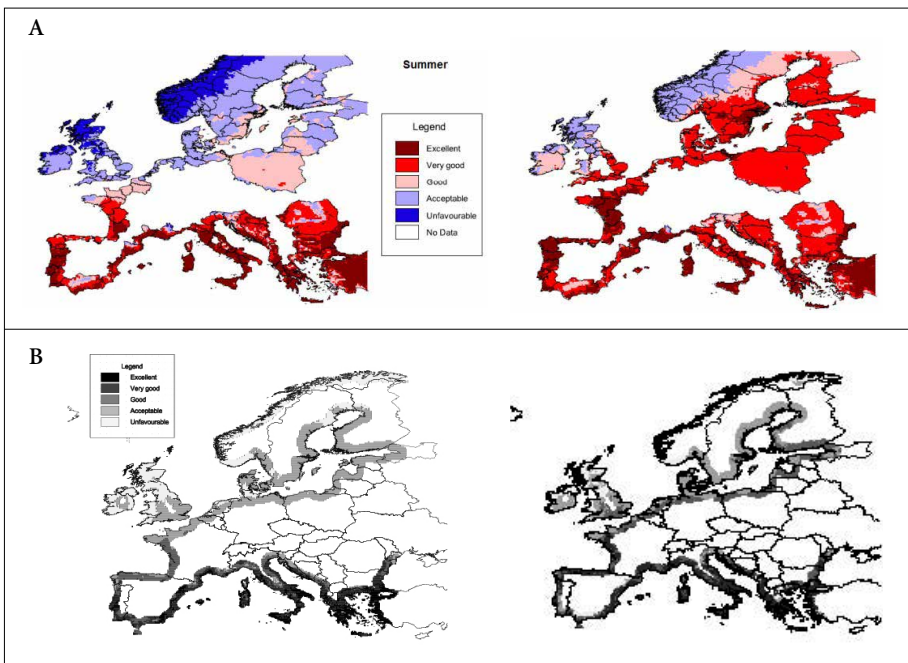 A
Summer
Legend
Excellent
Very good
Good
Acceptable
Unfavourable
No Data
B
Legend
Excellent
Very good
Good
Acceptable
Unfavourable